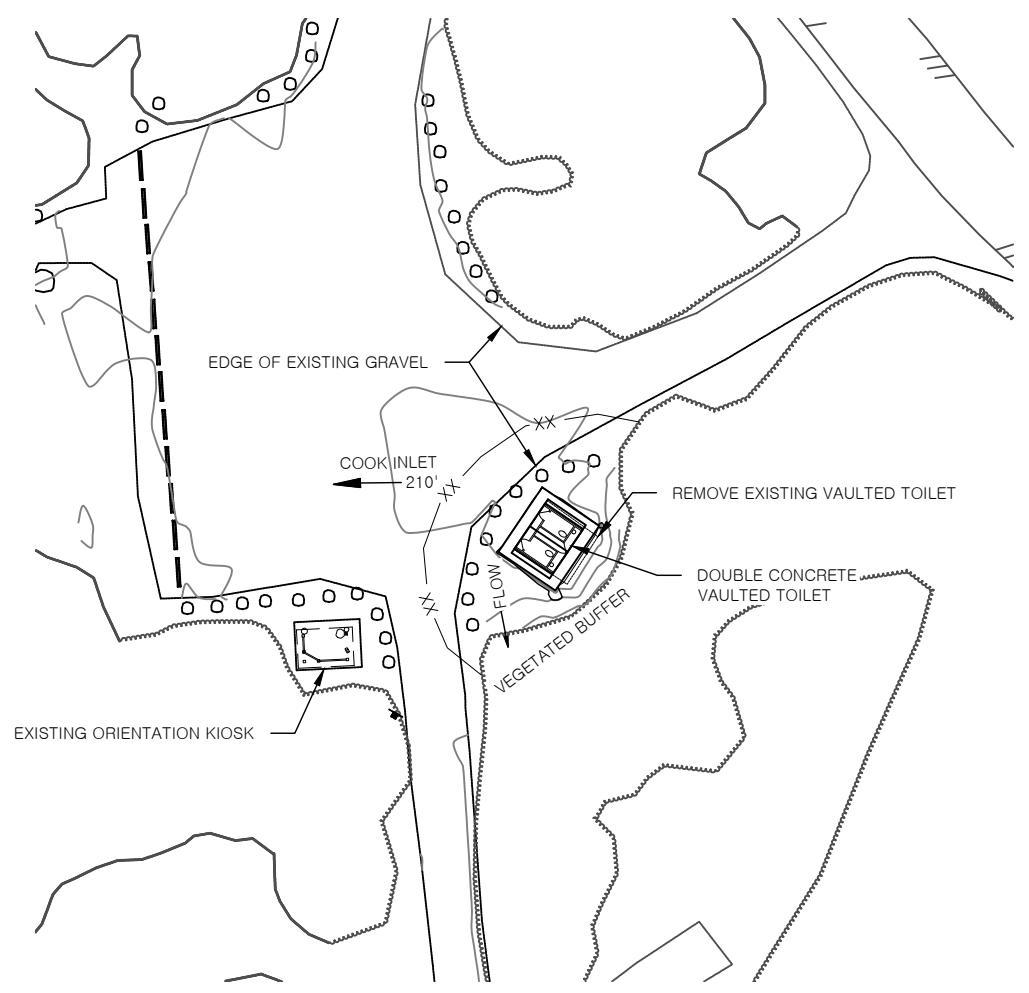 EDGE OF EXISTING GRAVEL
XX
COOK INLET
210'
XX
REMOVE EXISTING VAULTED TOILET
DOUBLE CONCRETE
VAULTED TOILET
FLOW
XX
VEGETATED BUFFER
EXISTING ORIENTATION KIOSK